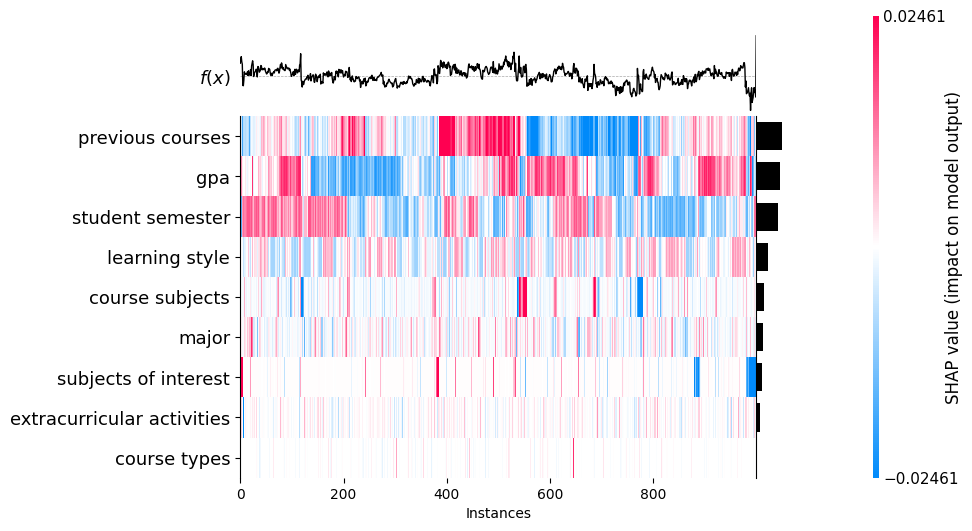 0.02461
f(x)
previous courses
gpa
student semester
learning style
course subjects
major
subjects of interest
extracurricular activities
course types
0 200 400 600 800
Instances
−0.02461
SHAP value (impact on model output)